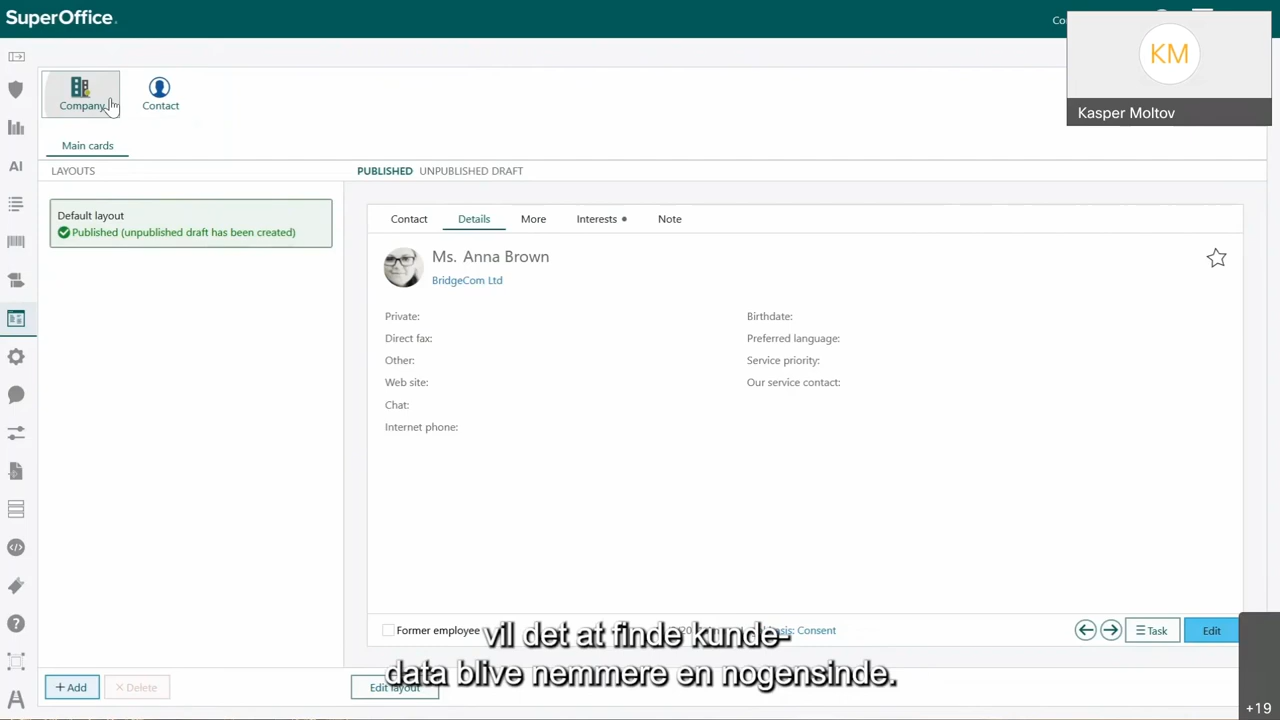 SuperOffice.
Co
KM
Kasper Moltov
Company
Contact
Main cards
LAYOUTS
PUBLISHED UNPUBLISHED DRAFT
Default layout
Published (unpublished draft has been created)
Contact Details More Interests Note
Ms. Anna Brown
BridgeCom Ltd
Private:
Birthdate:
Direct fax:
Preferred language:
Other:
Service priority:
Web site:
Our service contact:
Chat:
Internet phone:
AI
Former employee
Consent
Task
Edit
+ Add
× Delete
Edit layout
vil det at finde kunde-
data blive nemmere en nogensinde.
+19